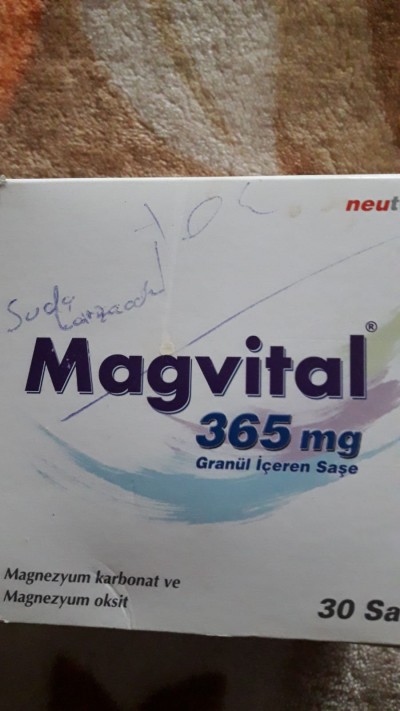 neut
Magvital®
365 mg
Granül İçeren Saşe
Magnezyum karbonat ve
Magnezyum oksit
30 Sa